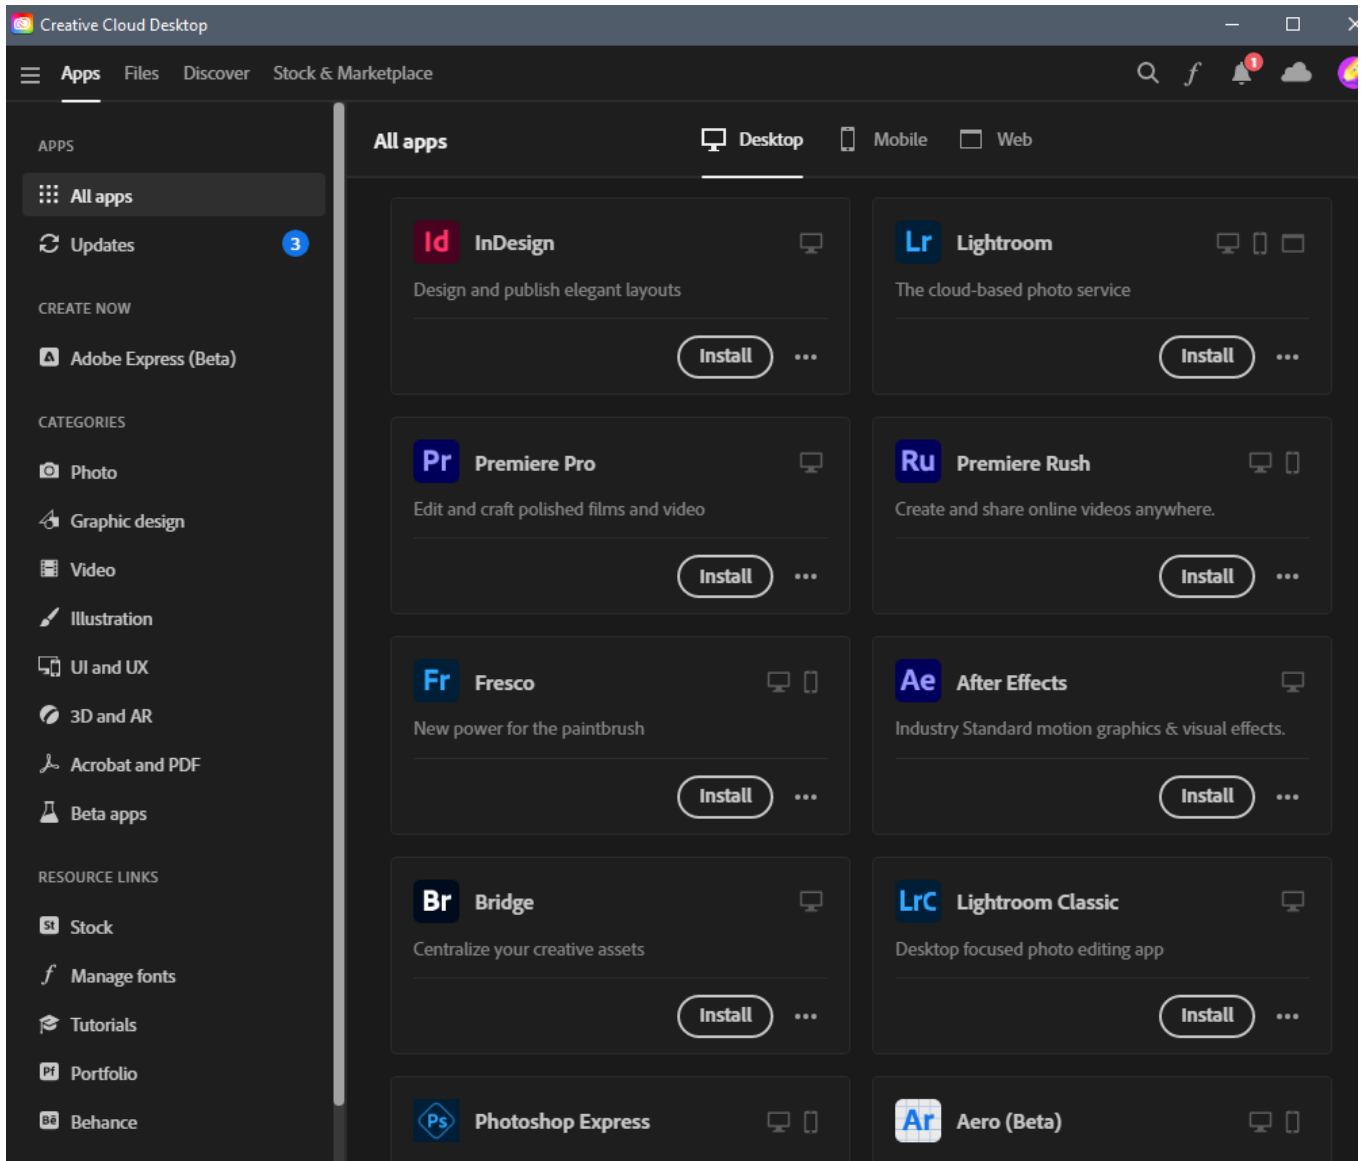 Creative Cloud Desktop
Apps Files Discover Stock & Marketplace
f
1
APPS
All apps
Updates
3
CREATE NOW
Adobe Express (Beta)
CATEGORIES
Photo
Graphic design
Video
Illustration
UI and UX
3D and AR
Acrobat and PDF
Beta apps
RESOURCE LINKS
St Stock
f Manage fonts
Tutorials
Pf Portfolio
Bē Behance
All apps
Desktop Mobile Web
Id InDesign
Design and publish elegant layouts
Install
Lr Lightroom
The cloud-based photo service
Install
Pr Premiere Pro
Edit and craft polished films and video
Install
Ru Premiere Rush
Create and share online videos anywhere.
Install
Fr Fresco
New power for the paintbrush
Install
Ae After Effects
Industry Standard motion graphics & visual effects.
Install
Br Bridge
Centralize your creative assets
Install
LrC Lightroom Classic
Desktop focused photo editing app
Install
Ps Photoshop Express
Ar Aero (Beta)